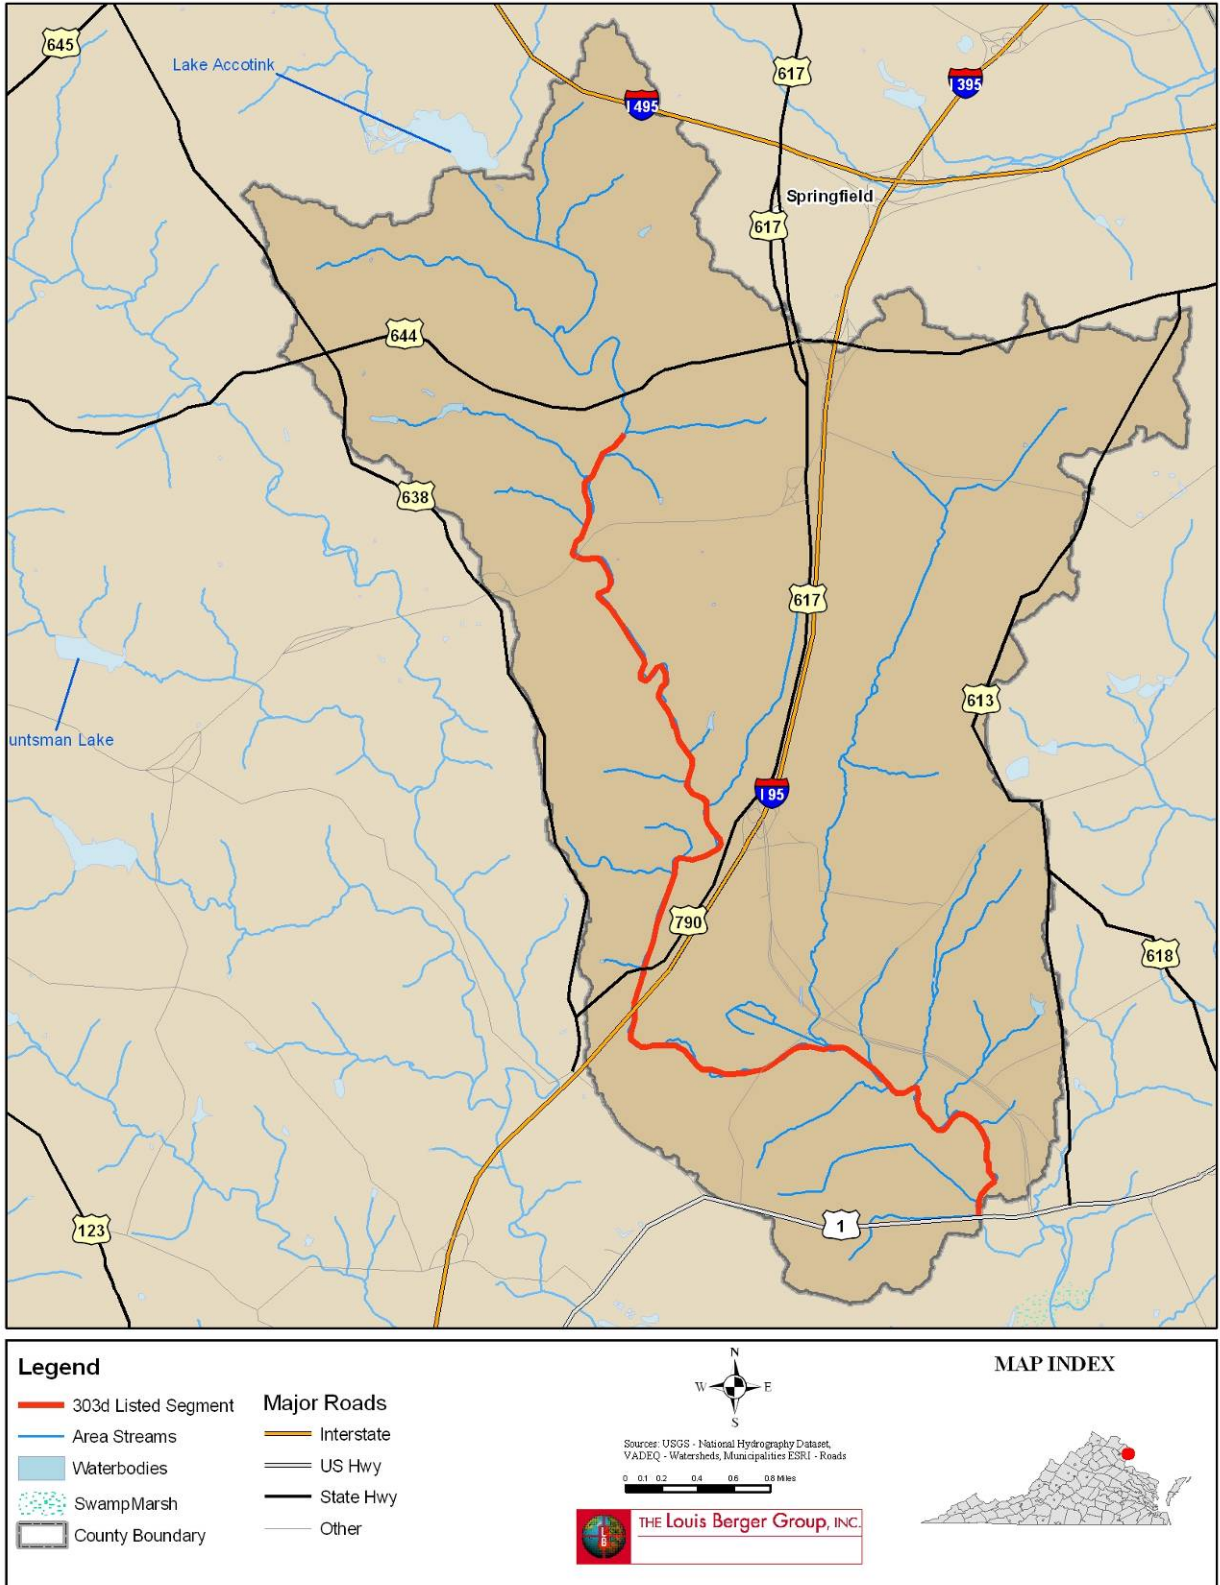 645
Lake Accotink
617
I 395
I 495
Springfield
617
644
638
617
613
untsman Lake
I 95
790
618
123
1
Legend
303d Listed Segment
Area Streams
Waterbodies
SwampMarsh
County Boundary
Major Roads
Interstate
US Hwy
State Hwy
Other
N
W E
S
Sources: USGS - National Hydrography Dataset,
VADEQ - Watersheds, Municipalities ESRI - Roads
0 0.1 0.2 0.4 0.6 0.8 Miles
L
B
THE Louis Berger Group, INC.
MAP INDEX